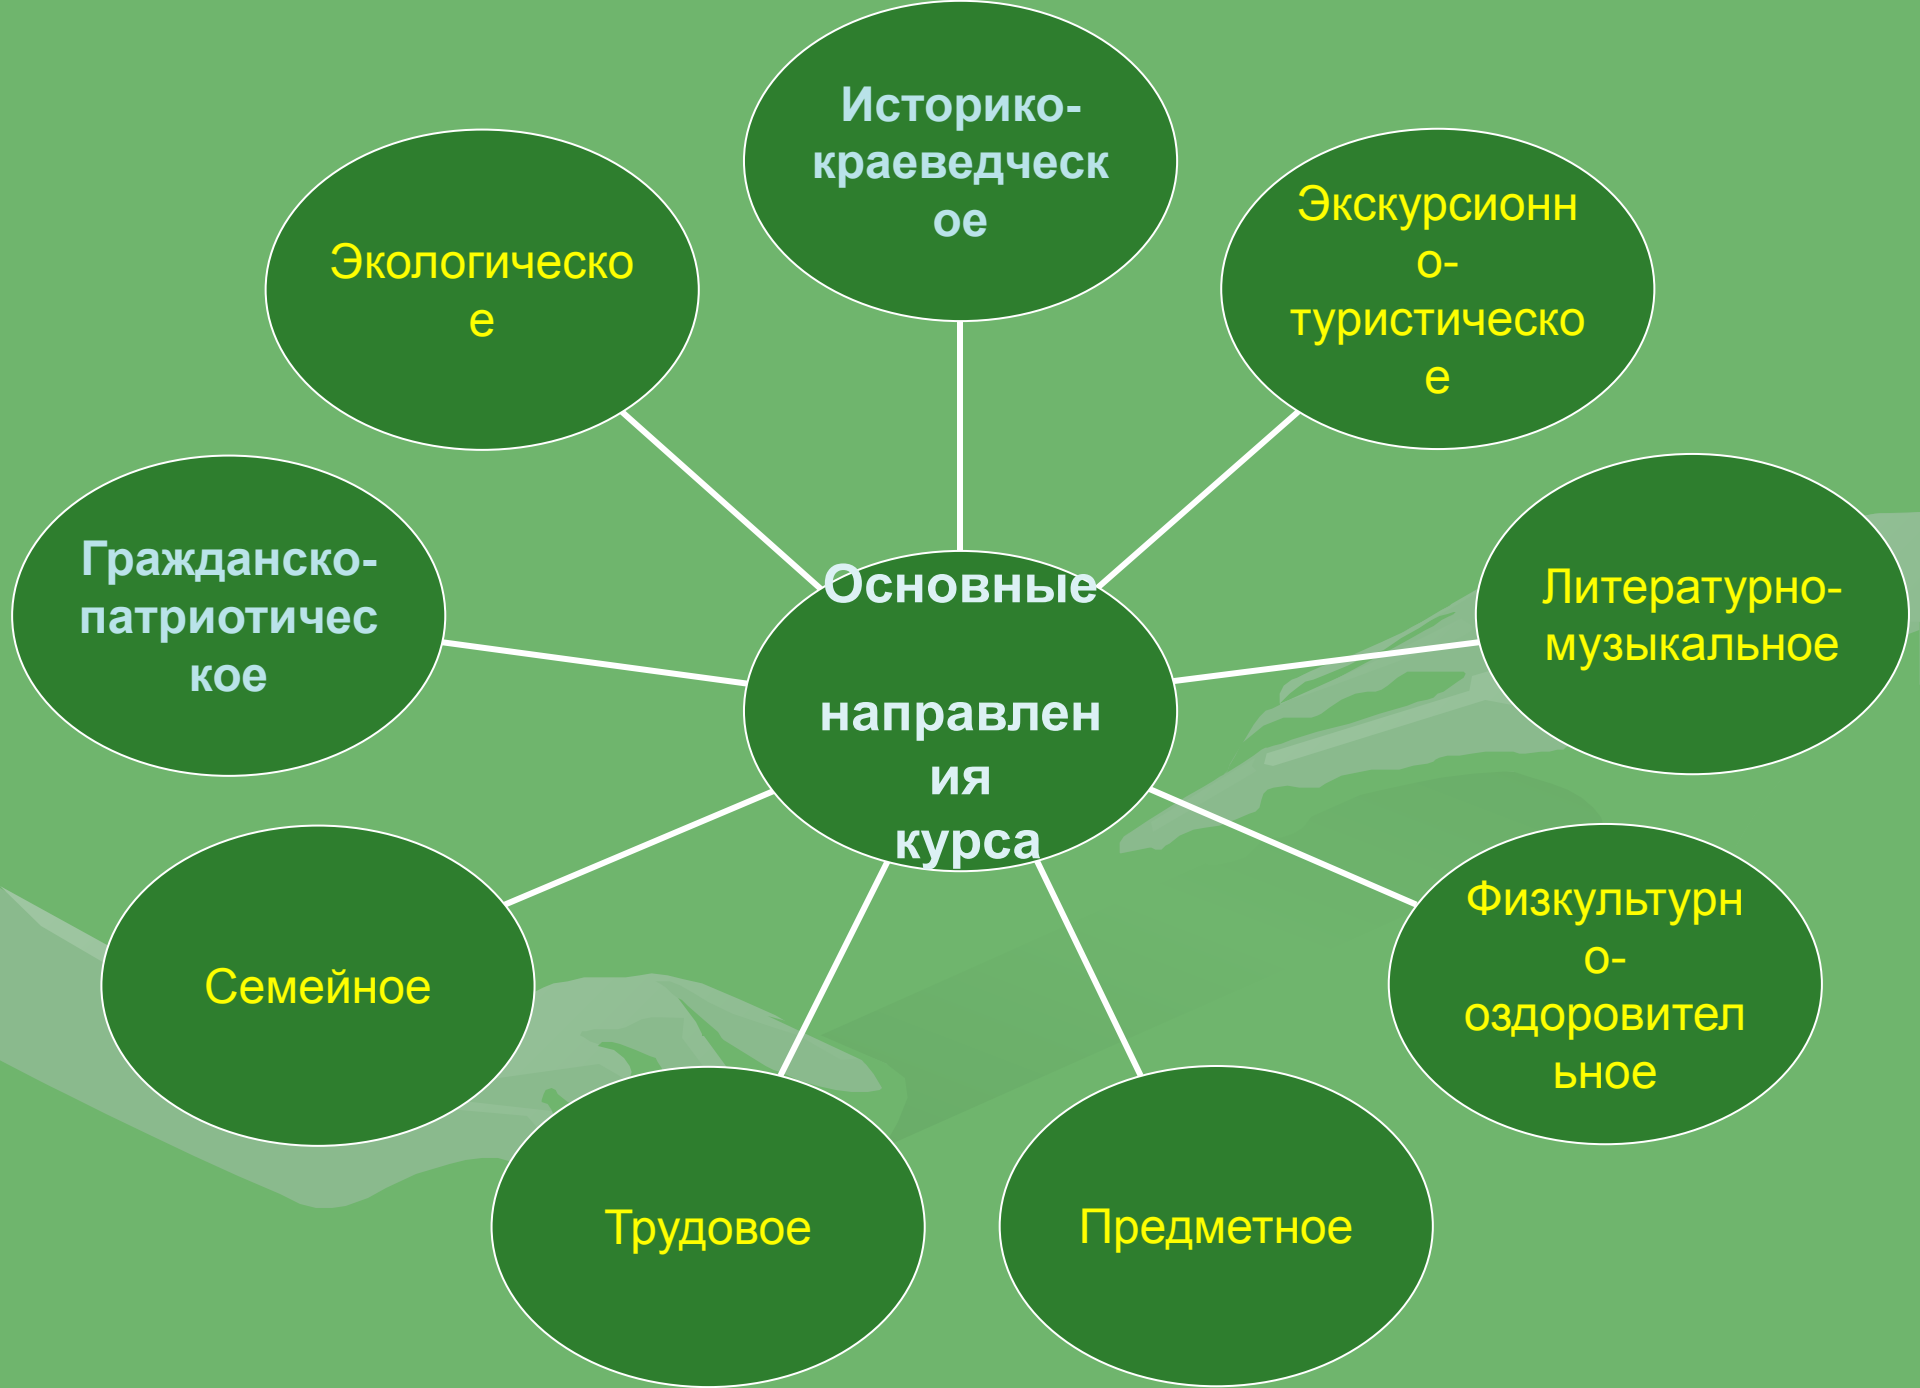 Историко-
краеведческ
ое
Экскурсионн
о-
туристическо
е
Литературно-
музыкальное
Физкультурн
о-
оздоровител
ьное
Предметное
Трудовое
Семейное
Гражданско-
патриотичес
кое
Экологическо
е
Основные
направлен
ия
курса